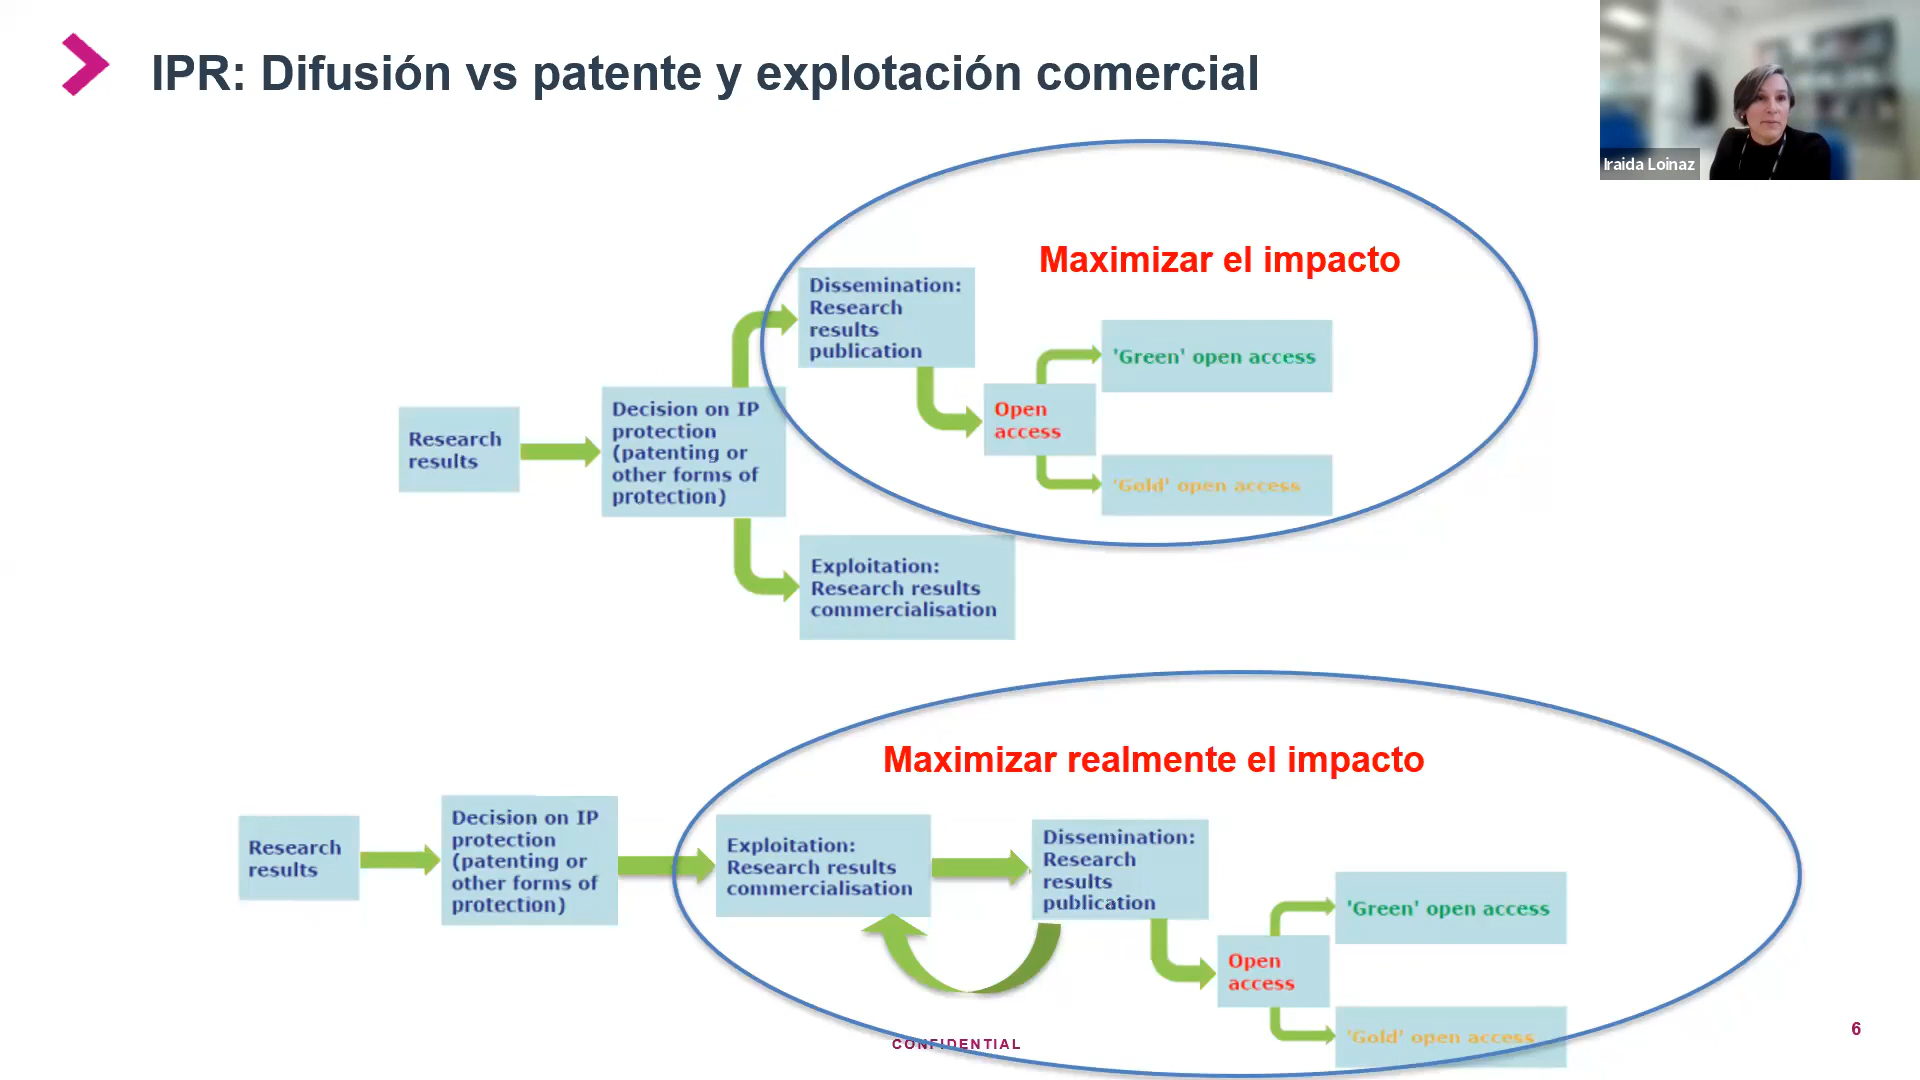 IPR: Difusión vs patente y explotación comercial
Iraida Loinaz
Maximizar el impacto
Dissemination:
Research
results
publication
'Green' open access
Decision on IP
protection
(patenting or
other forms of
protection)
Open
access
Research
results
'Gold' open access
Exploitation:
Research results
commercialisation
Maximizar realmente el impacto
Research
results
Decision on IP
protection
(patenting or
other forms of
protection)
Exploitation:
Research results
commercialisation
Dissemination:
Research
results
publication
'Green' open access
Open
access
'Gold' open access
CONFIDENTIAL
6